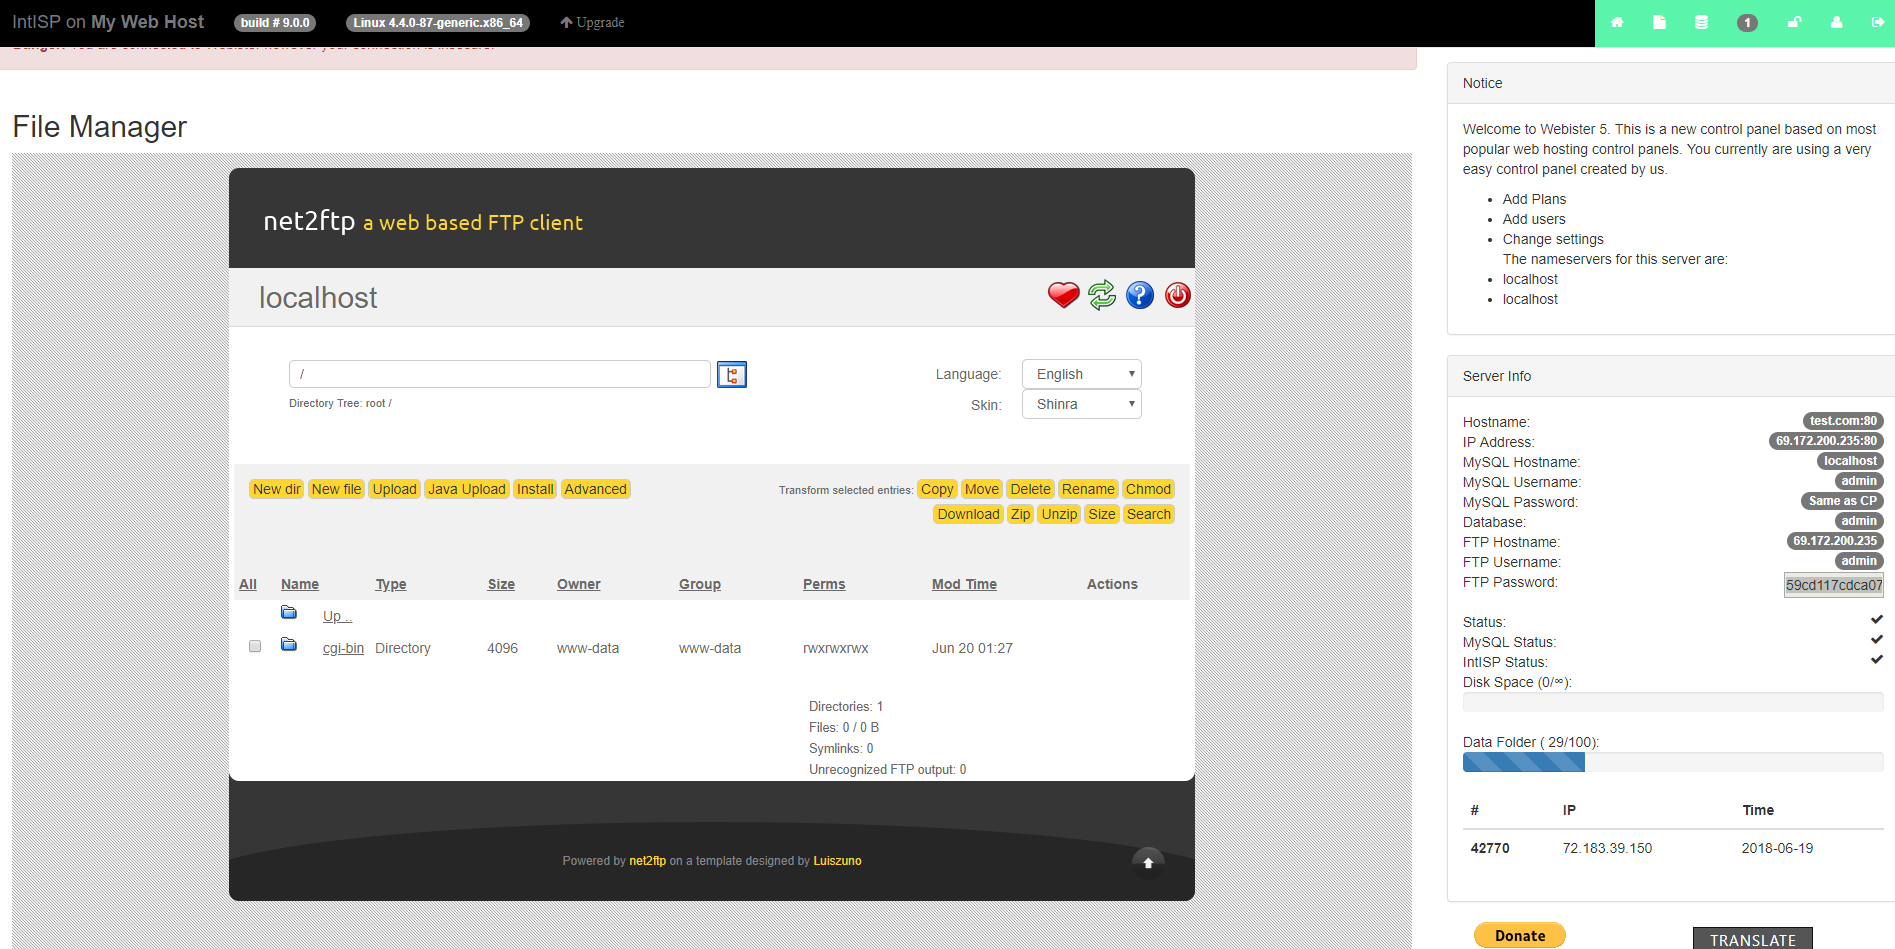 IntISP on My Web Host build # 9.0.0 Linux 4.4.0-87-generic.x86_64 Upgrade 1
File Manager
net2ftp a web based FTP client
localhost
/
Directory Tree: root /
Language: English
Skin: Shinra
New dir New file Upload Java Upload Install Advanced
Transform selected entries: Copy Move Delete Rename Chmod
Download Zip Unzip Size Search
All Name Type Size Owner Group Perms Mod Time Actions
Up ..
cgi-bin Directory 4096 www-data www-data rwxrwxrwx Jun 20 01:27
Directories: 1
Files: 0 / 0 B
Symlinks: 0
Unrecognized FTP output: 0
Powered by net2ftp on a template designed by Luiszuno
Notice
Welcome to Webister 5. This is a new control panel based on most
popular web hosting control panels. You currently are using a very
easy control panel created by us.
• Add Plans
• Add users
• Change settings
The nameservers for this server are:
• localhost
• localhost
Server Info
Hostname: test.com:80
IP Address: 69.172.200.235:80
MySQL Hostname: localhost
MySQL Username: admin
MySQL Password: Same as CP
Database: admin
FTP Hostname: 69.172.200.235
FTP Username: admin
FTP Password: 59cd117cdca07
Status:
MySQL Status:
IntISP Status:
Disk Space (0/∞):
Data Folder ( 29/100):
# IP Time
42770 72.183.39.150 2018-06-19
Donate
TRANSLATE